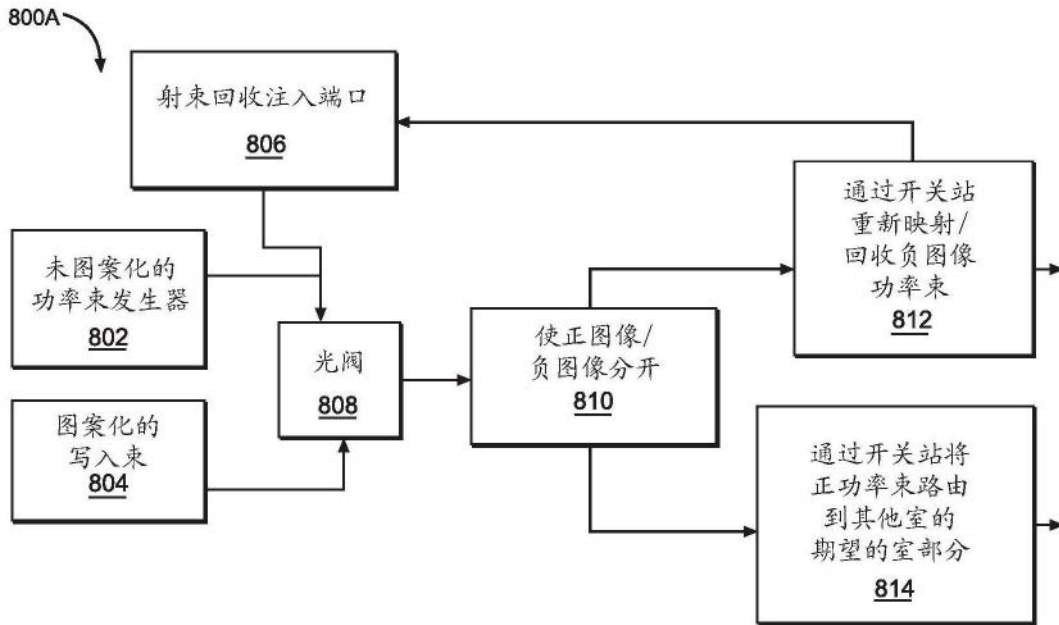 800A
射束回收注入端口
806
未图案化的
功率束发生器
802
图案化的
写入束
804
光阀
808
使正图像/
负图像分开
810
通过开关站
重新映射/
回收负图像
功率束
812
通过开关站将
正功率束路由
到其他室的
期望的室部分
814